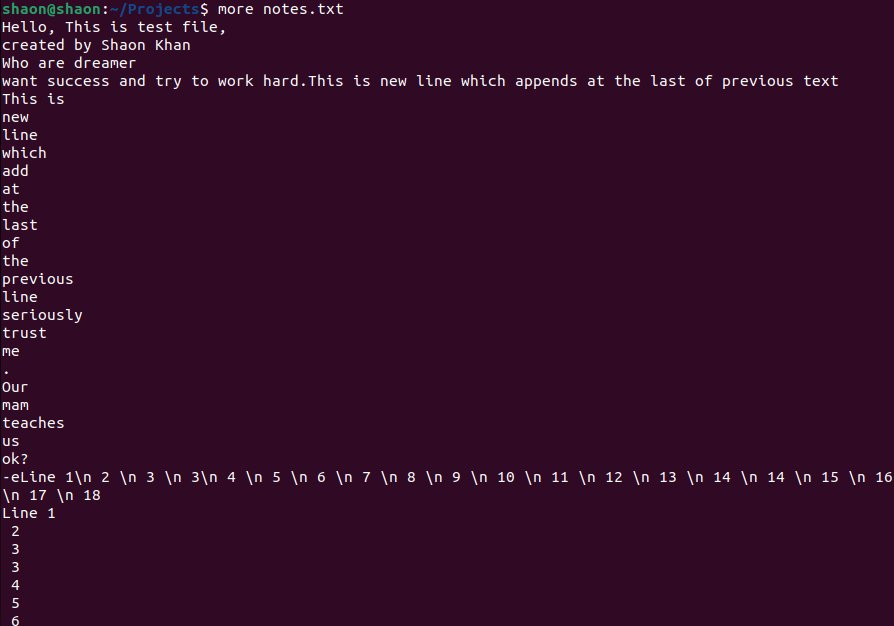 shaon@shaon:~/Projects$ more notes.txt
Hello, This is test file,
created by Shaon Khan
Who are dreamer
want success and try to work hard.This is new line which appends at the last of previous text
This is
new
line
which
add
at
the
last
of
the
previous
line
seriously
trust
me
.
Our
mam
teaches
us
ok?
-eLine 1\n 2 \n 3 \n 3\n 4 \n 5 \n 6 \n 7 \n 8 \n 9 \n 10 \n 11 \n 12 \n 13 \n 14 \n 14 \n 15 \n 16
\n 17 \n 18
Line 1
 2
 3
 3
 4
 5
 6